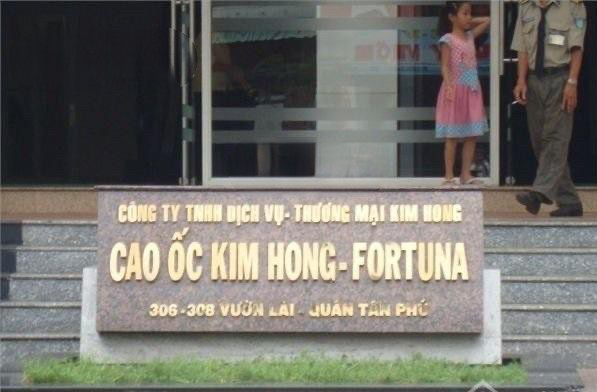 CÔNG TY TNHH DỊCH VỤ- THƯƠNG MẠI KIM HONG
CAO ỐC KIM HONG-FORTUNA
306-308 VƯỜN LÀI - QUẬN TÂN PHÚ